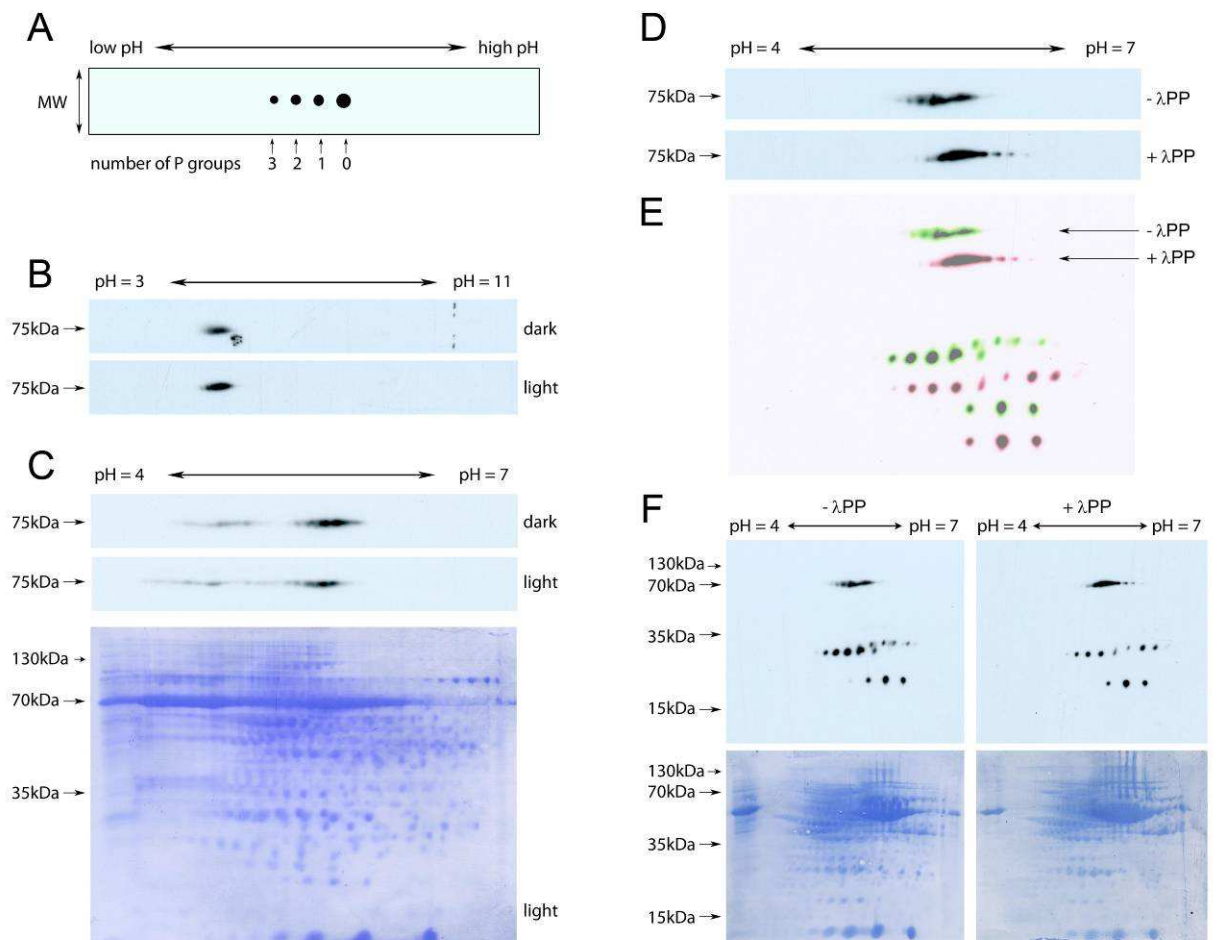 A
low pH high pH
MW
number of P groups 3 2 1 0
B
pH = 3 pH = 11
75kDa dark
75kDa light
C
pH = 4 pH = 7
75kDa dark
75kDa light
130kDa
70kDa
35kDa
light
D
pH = 4 pH = 7
75kDa - λPP
75kDa + λPP
E
- λPP
+ λPP
F
- λPP + λPP
pH = 4 pH = 7 pH = 4 pH = 7
130kDa
70kDa
35kDa
15kDa
130kDa
70kDa
35kDa
15kDa